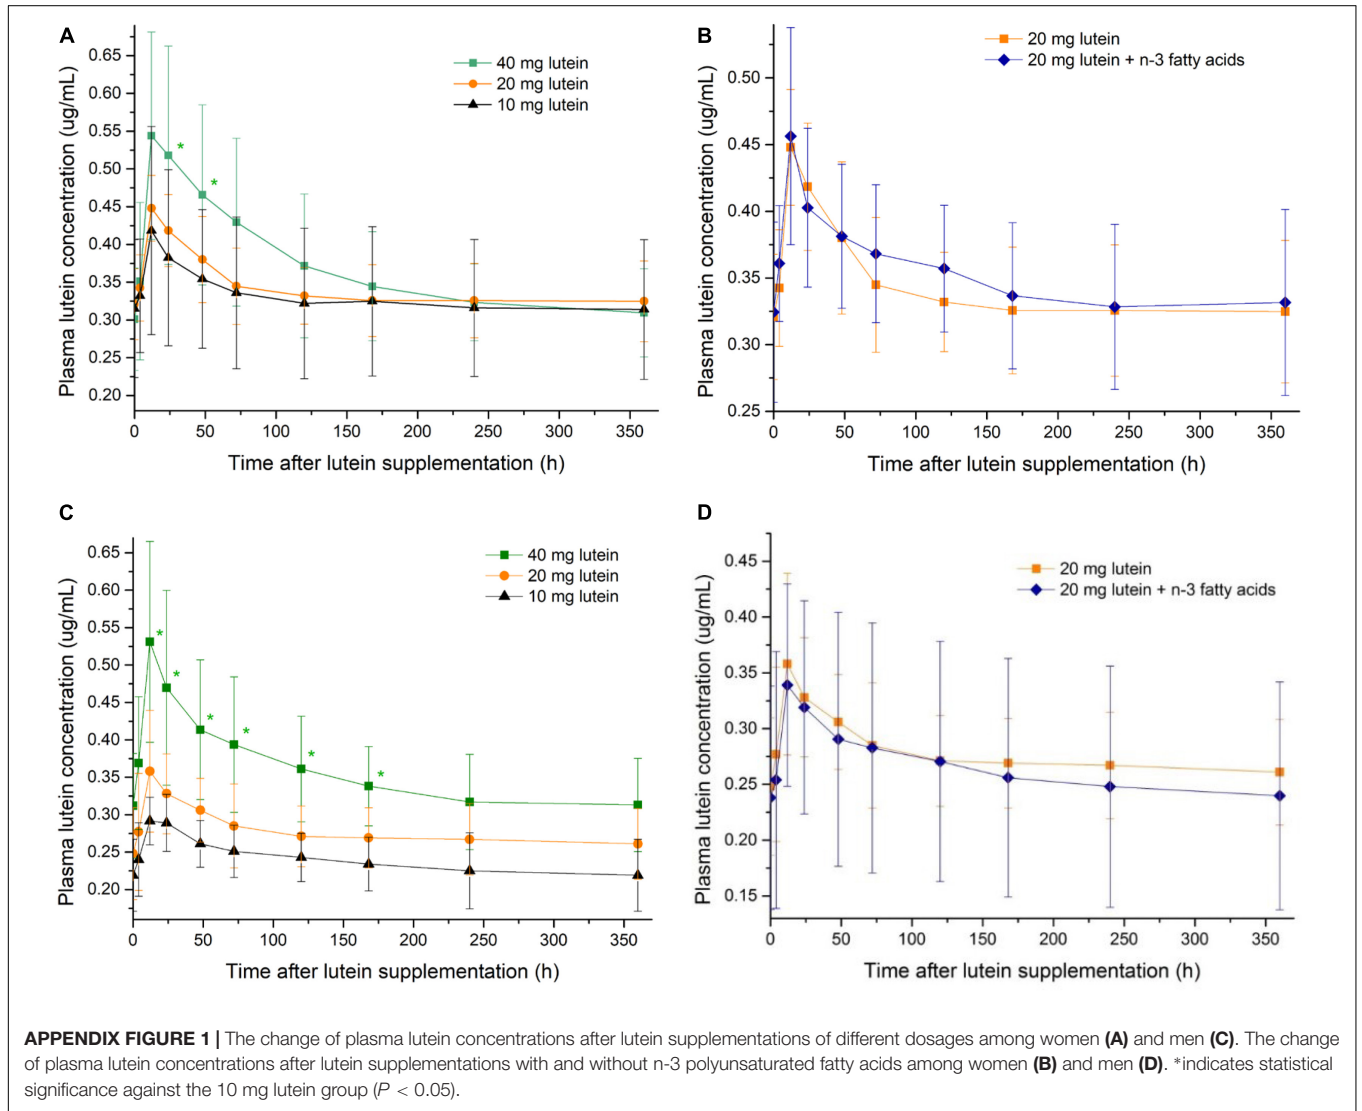 A
40 mg lutein
20 mg lutein
10 mg lutein
Plasma lutein concentration (ug/mL)
0.65
0.60
0.55
0.50
0.45
0.40
0.35
0.30
0.25
0.20
*
*
0 50 100 150 200 250 300 350
Time after lutein supplementation (h)
B
20 mg lutein
20 mg lutein + n-3 fatty acids
Plasma lutein concentration (ug/mL)
0.50
0.45
0.40
0.35
0.30
0.25
0 50 100 150 200 250 300 350
Time after lutein supplementation (h)
C
40 mg lutein
20 mg lutein
10 mg lutein
Plasma lutein concentration (ug/mL)
0.65
0.60
0.55
0.50
0.45
0.40
0.35
0.30
0.25
0.20
*
*
*
*
*
*
0 50 100 150 200 250 300 350
Time after lutein supplementation (h)
D
20 mg lutein
20 mg lutein + n-3 fatty acids
Plasma lutein concentration (ug/mL)
0.45
0.40
0.35
0.30
0.25
0.20
0.15
0 50 100 150 200 250 300 350
Time after lutein supplementation (h)
APPENDIX FIGURE 1 | The change of plasma lutein concentrations after lutein supplementations of different dosages among women (A) and men (C). The change
of plasma lutein concentrations after lutein supplementations with and without n-3 polyunsaturated fatty acids among women (B) and men (D). *indicates statistical
significance against the 10 mg lutein group (P < 0.05).